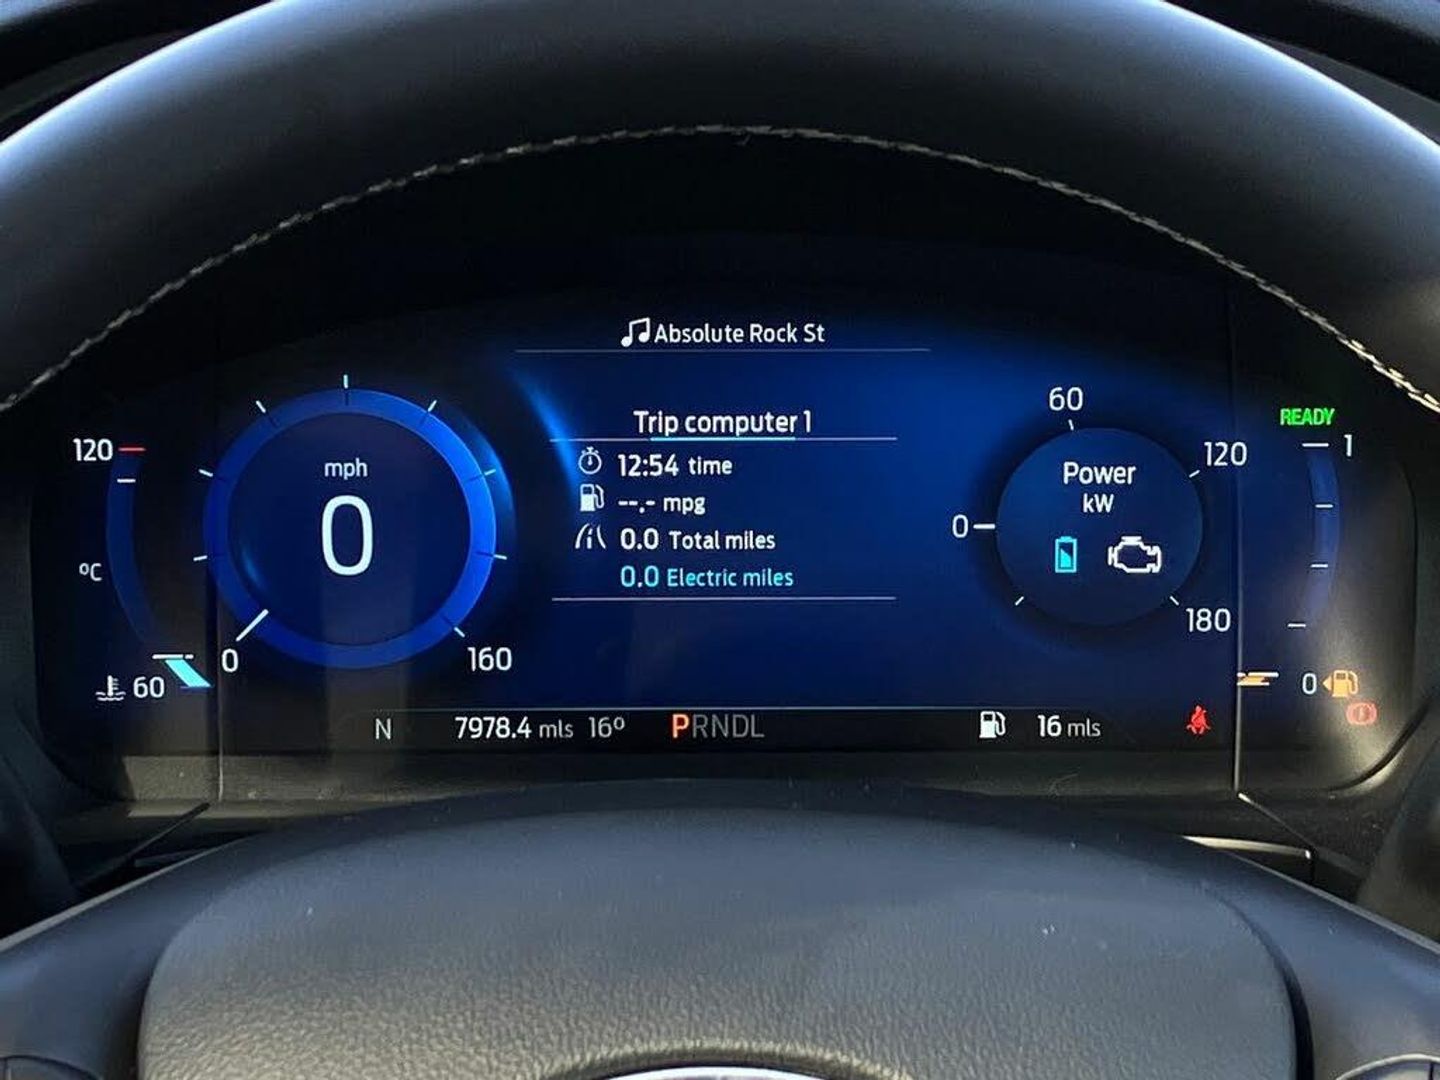 Absolute Rock St
Trip computer 1
12:54 time
--.- mpg
0.0 Total miles
0.0 Electric miles
120
ºC
60
mph
0
0
160
60
120
0
180
Power
kW
READY
1
0
N 7978.4 mls 16º PRNDL 16 mls